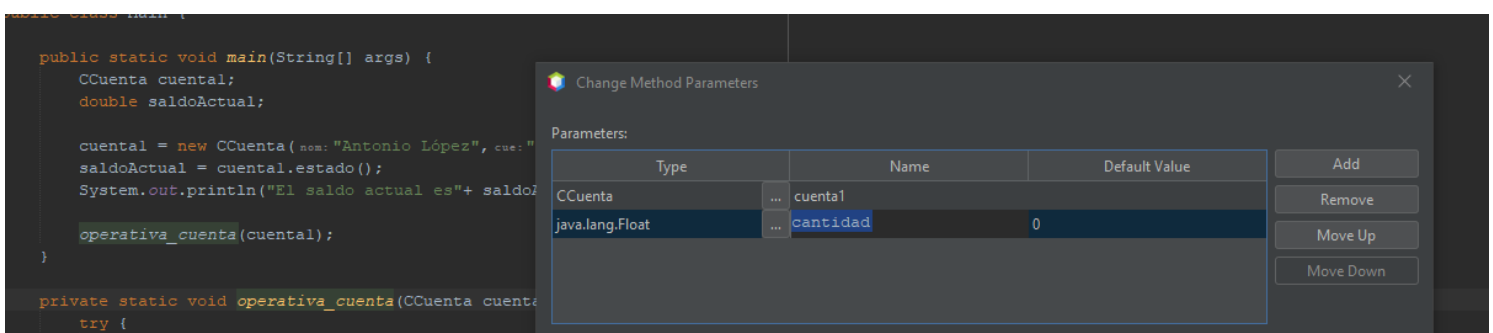 public class Main {
public static void main(String[] args) {
CCuenta cuenta1;
double saldoActual;
cuenta1 = new CCuenta( nom: "Antonio López", cue: "
saldoActual = cuenta1.estado();
System.out.println("El saldo actual es"+ saldoA
operativa_cuenta(cuenta1);
}
private static void operativa_cuenta(CCuenta cuenta
try {
Change Method Parameters
Parameters:
Type Name Default Value
CCuenta ... cuenta1
java.lang.Float ... cantidad 0
Add
Remove
Move Up
Move Down